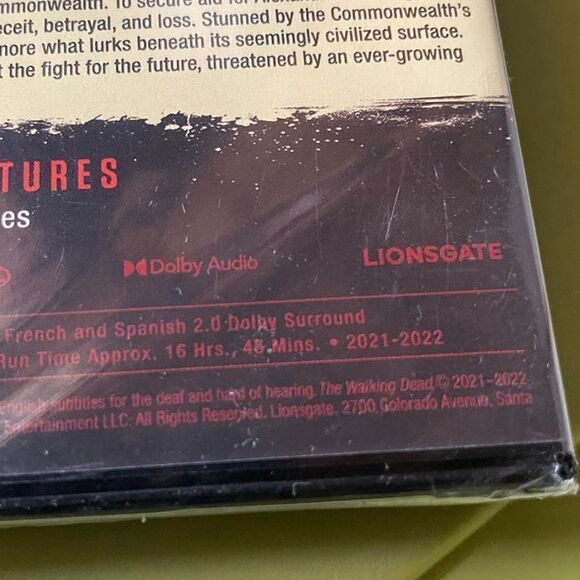 mmonwealth. To secure aid for
eceit, betrayal, and loss. Stunned by the Commonwealth's
more what lurks beneath its seemingly civilized surface.
t the fight for the future, threatened by an ever-growing
TURES
es
Dolby Audio
LIONSGATE
French and Spanish 2.0 Dolby Surround
Run Time Approx. 16 Hrs., 45 Mins. • 2021-2022
English subtitles for the deaf and hard of hearing. The Walking Dead © 2021-2022
Entertainment LLC. All Rights Reserved. Lionsgate, 2700 Colorado Avenue, Santa